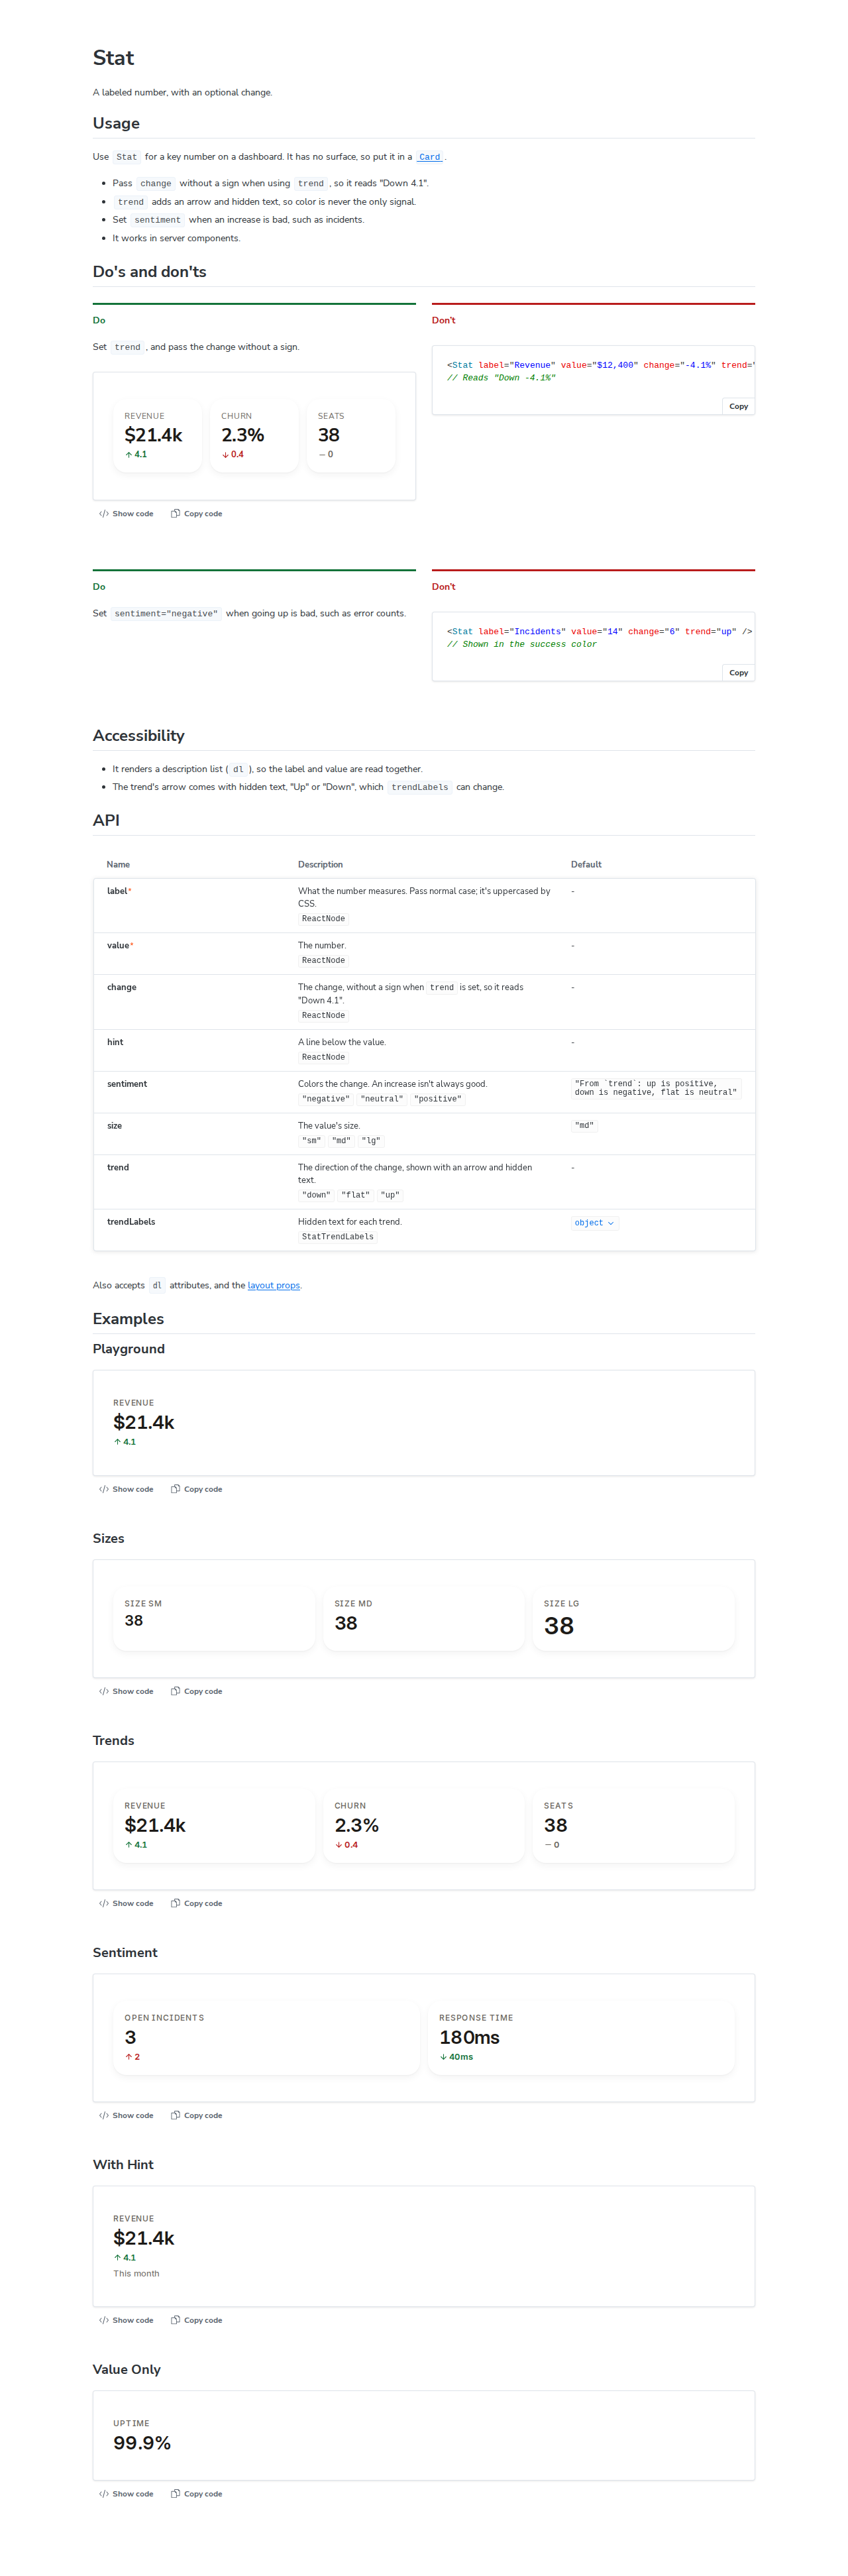 Stat
A labeled number, with an optional change.
Usage
Use Stat for a key number on a dashboard. It has no surface, so put it in a Card.
Pass change without a sign when using trend, so it reads "Down 4.1".
trend adds an arrow and hidden text, so color is never the only signal.
Set sentiment when an increase is bad, such as incidents.
It works in server components.
Do's and don'ts
Do
Set trend, and pass the change without a sign.
REVENUE
$21.4k
↑ 4.1
CHURN
2.3%
↓ 0.4
SEATS
38
— 0
Show code Copy code
Don't
<Stat label="Revenue" value="$12,400" change="-4.1%" trend="
// Reads "Down -4.1%"
Copy
Do
Set sentiment="negative" when going up is bad, such as error counts.
Don't
<Stat label="Incidents" value="14" change="6" trend="up" />
// Shown in the success color
Copy
Accessibility
It renders a description list (dl), so the label and value are read together.
The trend's arrow comes with hidden text, "Up" or "Down", which trendLabels can change.
API
Name Description Default
label* What the number measures. Pass normal case; it's uppercased by -
CSS.
ReactNode
value* The number. -
ReactNode
change The change, without a sign when trend is set, so it reads -
"Down 4.1".
ReactNode
hint A line below the value. -
ReactNode
sentiment Colors the change. An increase isn't always good. "From `trend`: up is positive,
"negative" "neutral" "positive" down is negative, flat is neutral"
size The value's size. "md"
"sm" "md" "lg"
trend The direction of the change, shown with an arrow and hidden -
text.
"down" "flat" "up"
trendLabels Hidden text for each trend. object
StatTrendLabels
Also accepts dl attributes, and the layout props.
Examples
Playground
REVENUE
$21.4k
↑ 4.1
Show code Copy code
Sizes
SIZE SM
38
SIZE MD
38
SIZE LG
38
Show code Copy code
Trends
REVENUE
$21.4k
↑ 4.1
CHURN
2.3%
↓ 0.4
SEATS
38
— 0
Show code Copy code
Sentiment
OPEN INCIDENTS
3
↑ 2
RESPONSE TIME
180ms
↓ 40ms
Show code Copy code
With Hint
REVENUE
$21.4k
↑ 4.1
This month
Show code Copy code
Value Only
UPTIME
99.9%
Show code Copy code